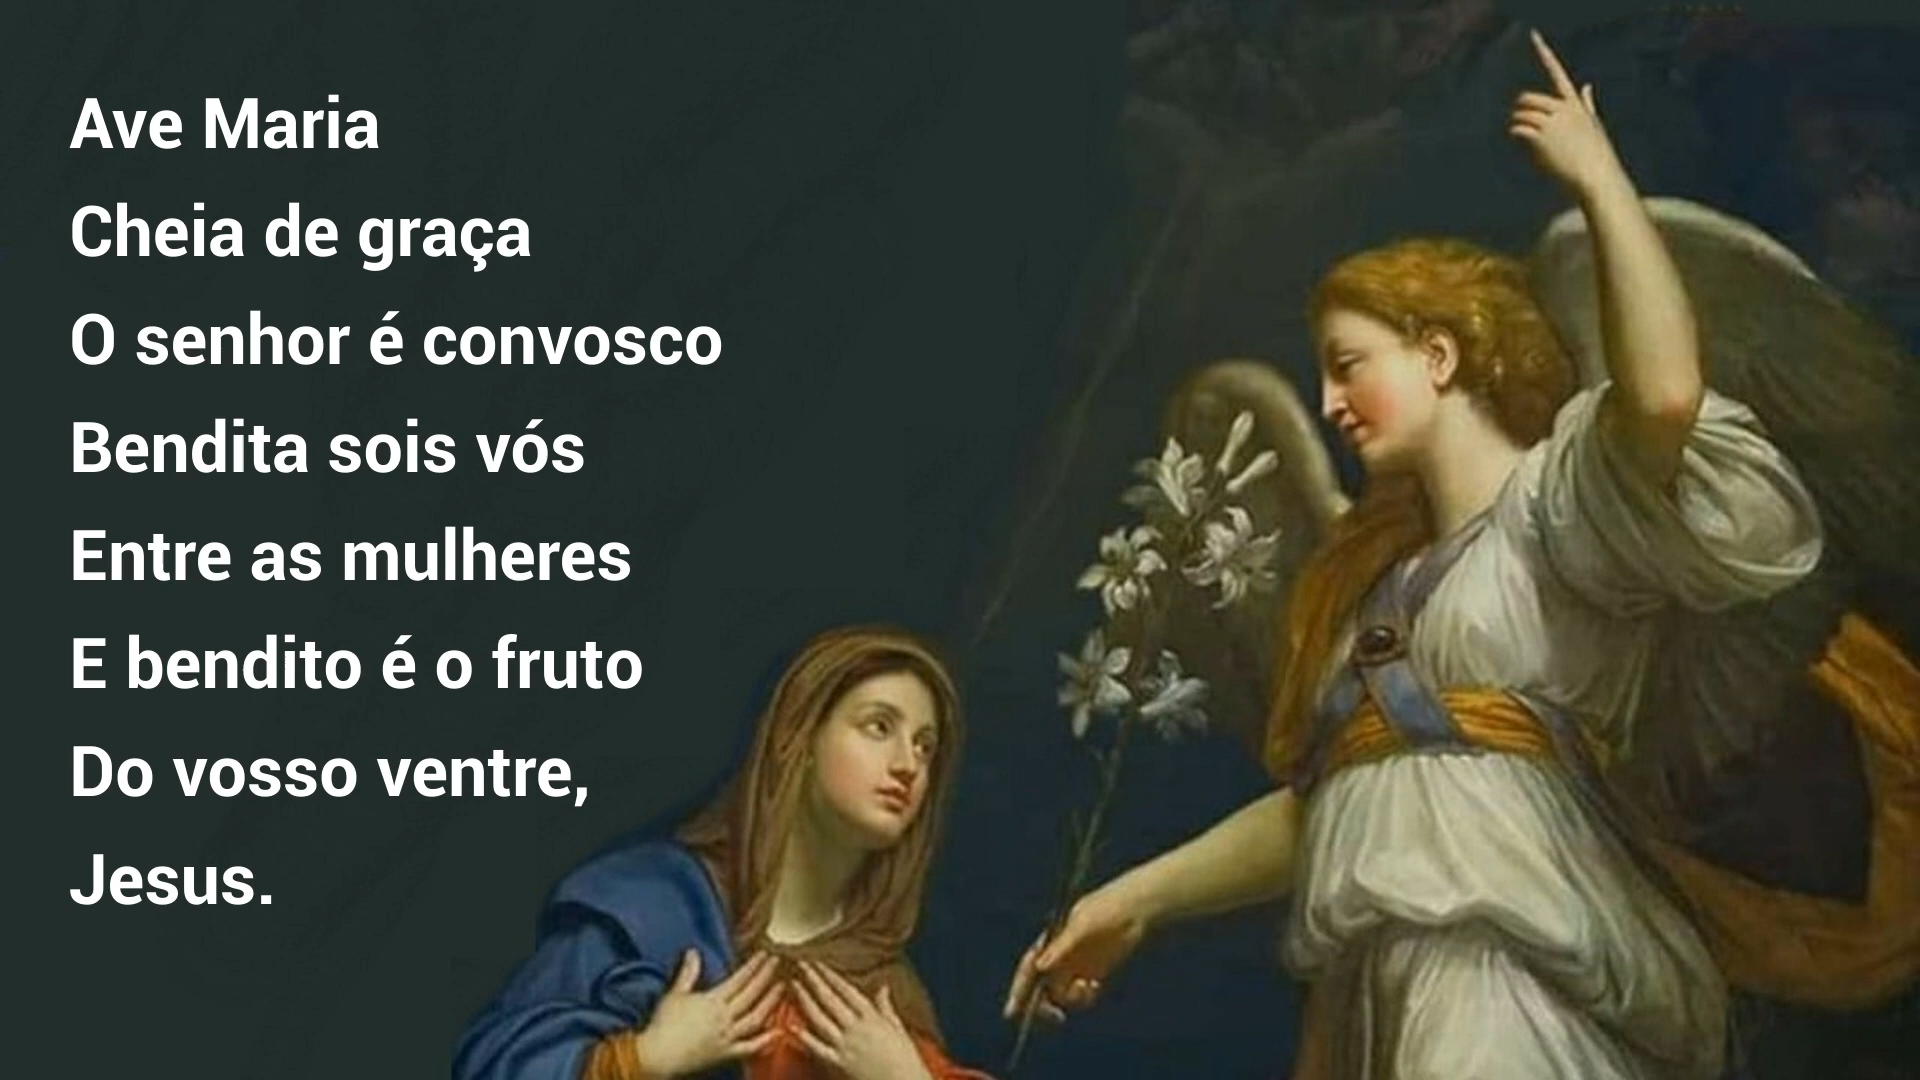 Ave Maria
Cheia de graça
O senhor é convosco
Bendita sois vós
Entre as mulheres
E bendito é o fruto
Do vosso ventre,
Jesus.